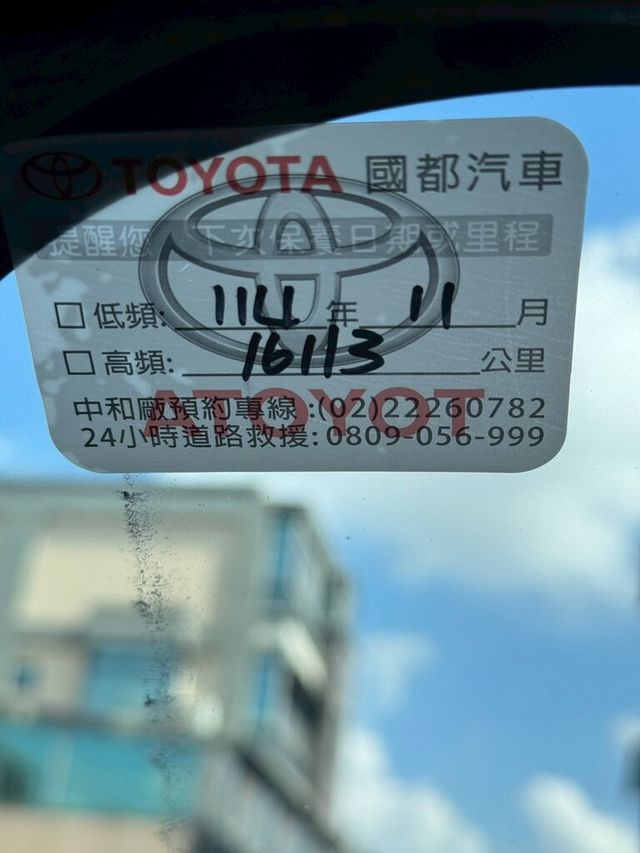 TOYOTA 國都汽車
提醒您 下次保養日期或里程
□ 低頻: 114 年 11 月
□ 高頻: 16113 公里
中和廠預約專線:(02)22260782
24小時道路救援: 0809-056-999